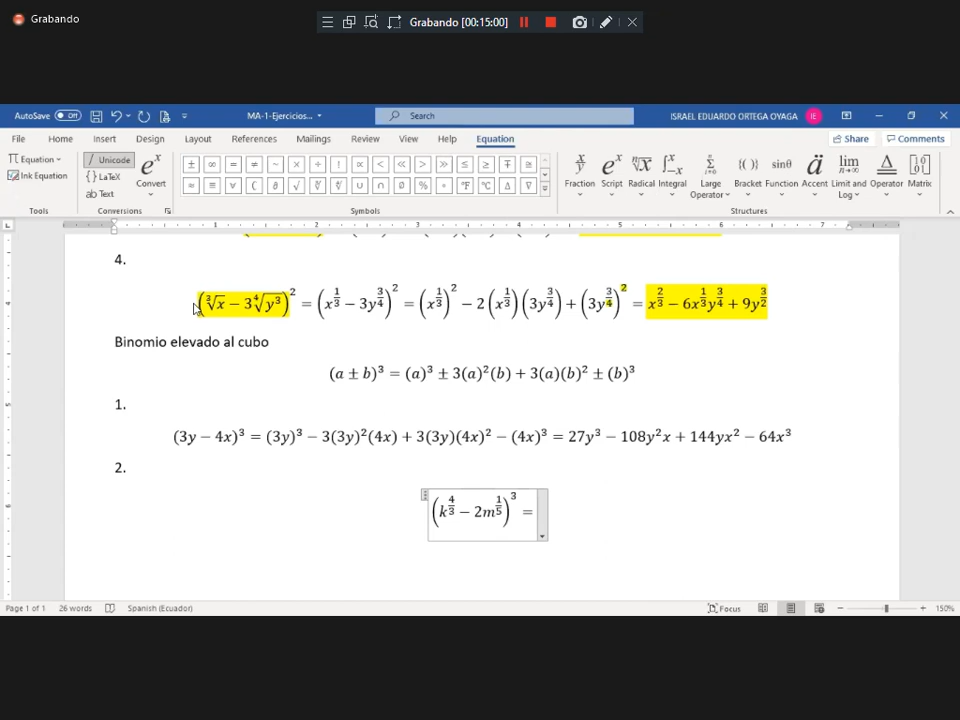 Grabando
Grabando [00:15:00]
AutoSave Off MA-1-Ejercicios... Search ISRAEL EDUARDO ORTEGA OYAGA IE
File Home Insert Design Layout References Mailings Review View Help Equation Share Comments
Equation Unicode
Ink Equation LaTeX
Text Convert
Fraction Script Radical Integral Large Operator Bracket Function Accent Limit and Log Operator Matrix
Tools Conversions Symbols Structures
4.
(∛x − 3∜y³)² = (x^(1/3) − 3y^(3/4))² = (x^(1/3))² − 2(x^(1/3))(3y^(3/4)) + (3y^(3/4))² = x^(2/3) − 6x^(1/3)y^(3/4) + 9y^(3/2)
Binomio elevado al cubo
(a ± b)³ = (a)³ ± 3(a)²(b) + 3(a)(b)² ± (b)³
1.
(3y − 4x)³ = (3y)³ − 3(3y)²(4x) + 3(3y)(4x)² − (4x)³ = 27y³ − 108y²x + 144yx² − 64x³
2.
(k^(4/3) − 2m^(1/5))³ =
Page 1 of 1 26 words Spanish (Ecuador) Focus 150%